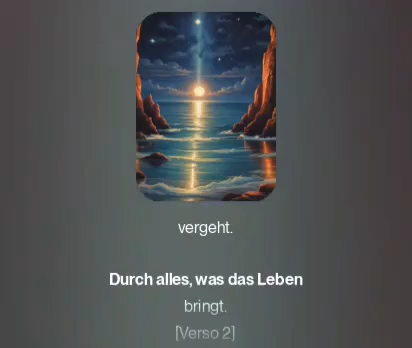 vergeht.
Durch alles, was das Leben
bringt.
[Verso 2]